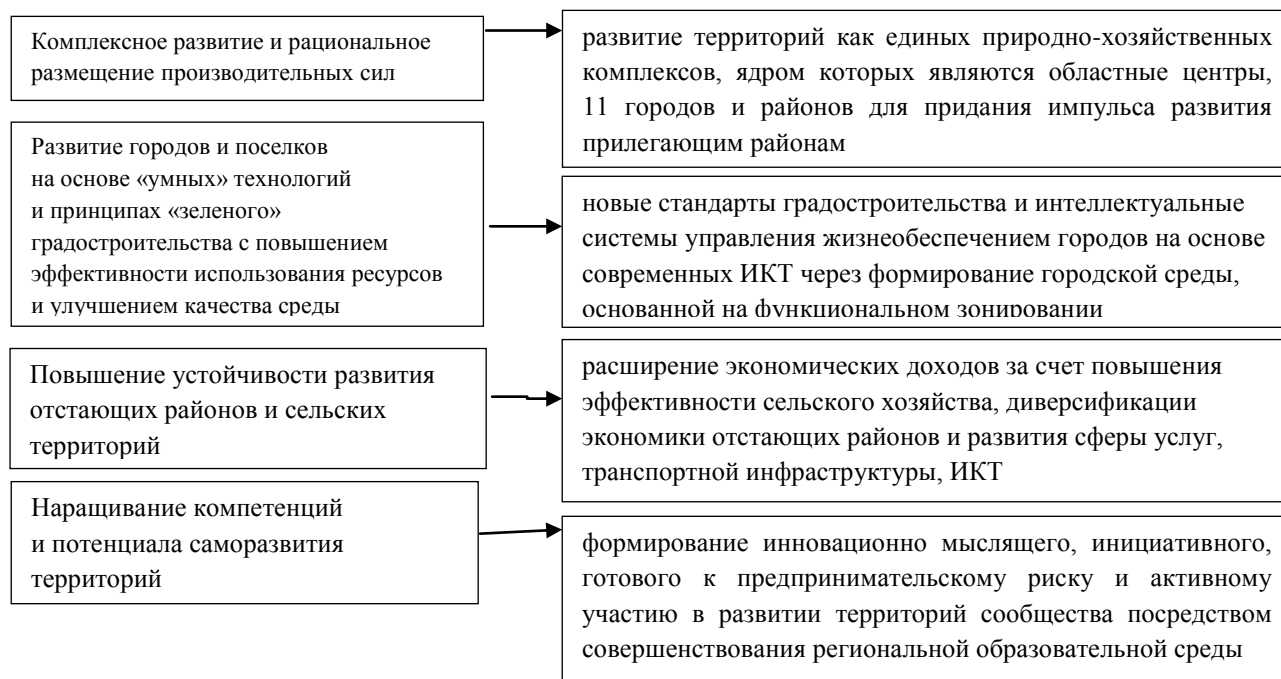 Комплексное развитие и рациональное
размещение производительных сил
развитие территорий как единых природно-хозяйственных
комплексов, ядром которых являются областные центры,
11 городов и районов для придания импульса развития
прилегающим районам
Развитие городов и поселков
на основе «умных» технологий
и принципах «зеленого»
градостроительства с повышением
эффективности использования ресурсов
и улучшением качества среды
новые стандарты градостроительства и интеллектуальные
системы управления жизнеобеспечением городов на основе
современных ИКТ через формирование городской среды,
основанной на функциональном зонировании
Повышение устойчивости развития
отстающих районов и сельских
территорий
расширение экономических доходов за счет повышения
эффективности сельского хозяйства, диверсификации
экономики отстающих районов и развития сферы услуг,
транспортной инфраструктуры, ИКТ
Наращивание компетенций
и потенциала саморазвития
территорий
формирование инновационно мыслящего, инициативного,
готового к предпринимательскому риску и активному
участию в развитии территорий сообщества посредством
совершенствования региональной образовательной среды